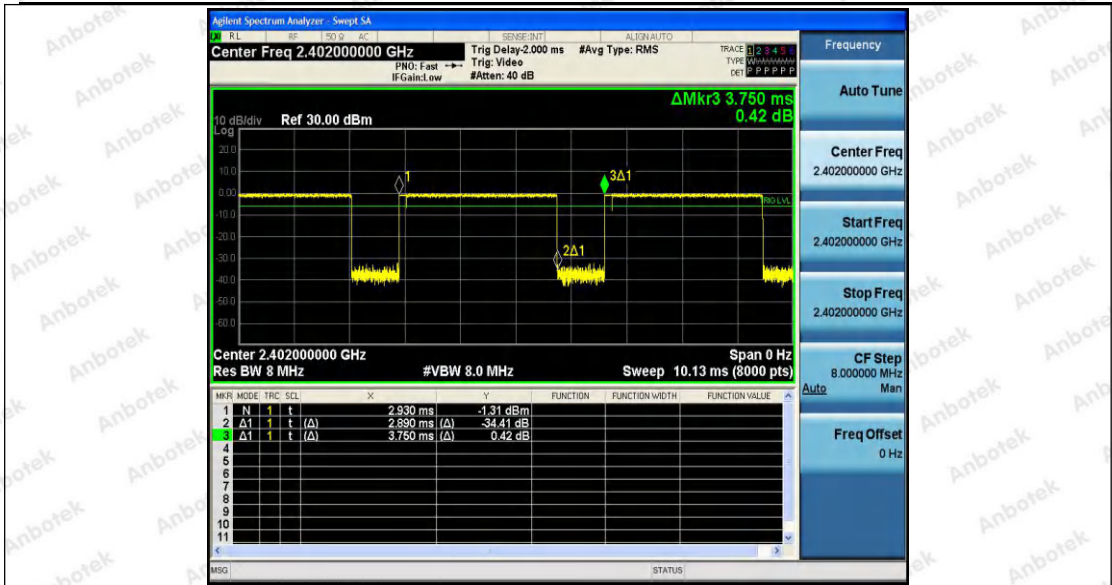 Agilent Spectrum Analyzer - Swept SA
RL RF 50 Ω AC SENSE:INT ALIGNAUTO
Center Freq 2.402000000 GHz
PNO: Fast
IFGain:Low
Trig Delay-2.000 ms
Trig: Video
#Atten: 40 dB
#Avg Type: RMS
TRACE 1 2 3 4 5 6
TYPE W
DET P P P P P P
ΔMkr3 3.750 ms
0.42 dB
10 dB/div
Log
Ref 30.00 dBm
20.0
10.0
0.00
-10.0
-20.0
-30.0
-40.0
-50.0
-60.0
1
3Δ1
2Δ1
TRIG LVL
Center 2.402000000 GHz
Span 0 Hz
Res BW 8 MHz
#VBW 8.0 MHz
Sweep 10.13 ms (8000 pts)
MKR MODE TRC SCL X Y FUNCTION FUNCTION WIDTH FUNCTION VALUE
1 N 1 t 2.930 ms -1.31 dBm
2 Δ1 1 t (Δ) 2.890 ms (Δ) -34.41 dB
3 Δ1 1 t (Δ) 3.750 ms (Δ) 0.42 dB
4
5
6
7
8
9
10
11
MSG
STATUS
Frequency
Auto Tune
Center Freq
2.402000000 GHz
Start Freq
2.402000000 GHz
Stop Freq
2.402000000 GHz
CF Step
8.000000 MHz
Auto Man
Freq Offset
0 Hz
Anbotek